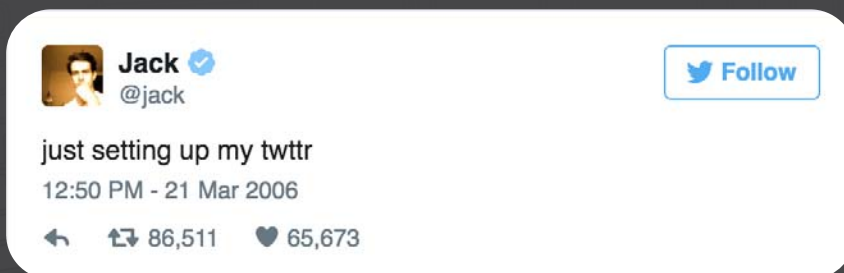 Jack
@jack
Follow
just setting up my twttr
12:50 PM - 21 Mar 2006
86,511 65,673